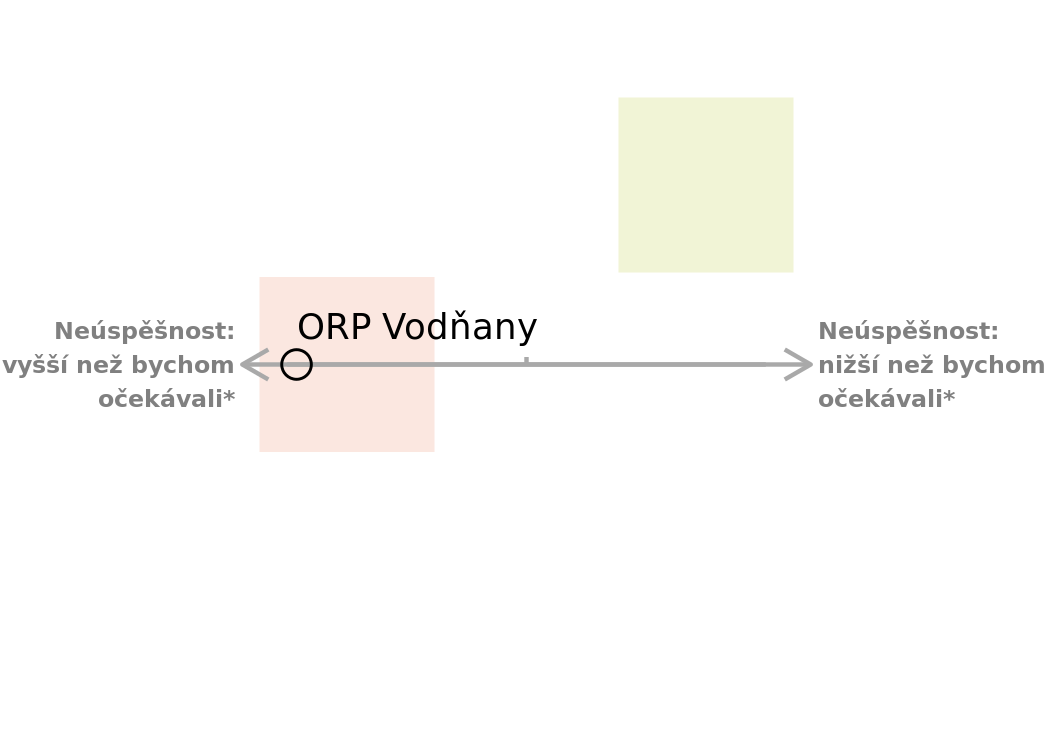 ORP Vodňany
Neúspěšnost:
vyšší než bychom
očekávali*
Neúspěšnost:
nižší než bychom
očekávali*